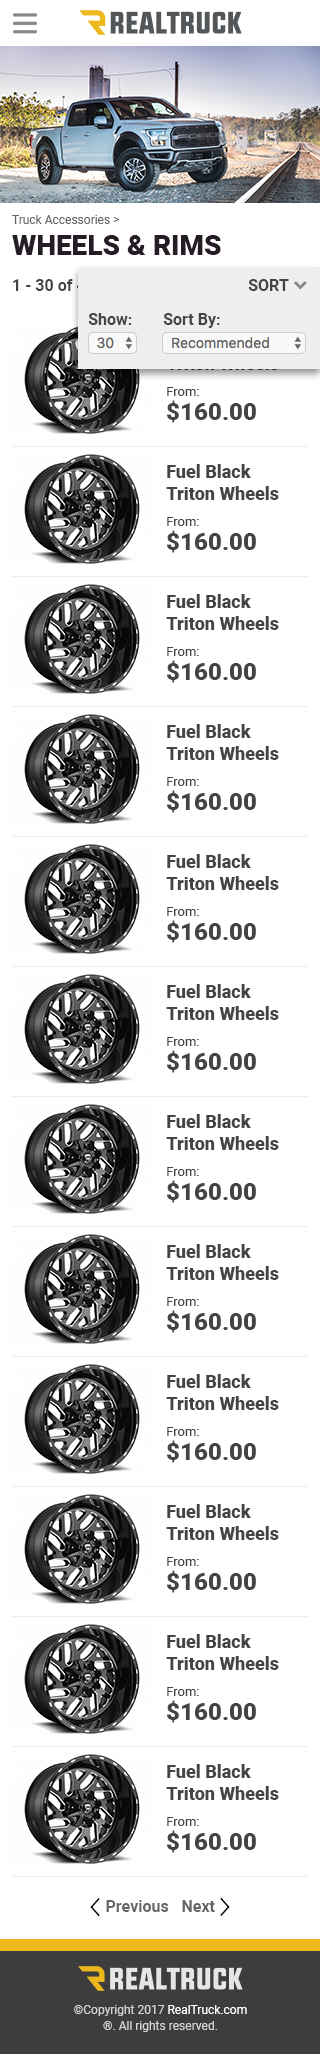 REALTRUCK
Truck Accessories >
WHEELS & RIMS
1 - 30 of
SORT
Show:
Sort By:
30
Recommended
From:
$160.00
Fuel Black
Triton Wheels
From:
$160.00
Fuel Black
Triton Wheels
From:
$160.00
Fuel Black
Triton Wheels
From:
$160.00
Fuel Black
Triton Wheels
From:
$160.00
Fuel Black
Triton Wheels
From:
$160.00
Fuel Black
Triton Wheels
From:
$160.00
Fuel Black
Triton Wheels
From:
$160.00
Fuel Black
Triton Wheels
From:
$160.00
Fuel Black
Triton Wheels
From:
$160.00
Fuel Black
Triton Wheels
From:
$160.00
Fuel Black
Triton Wheels
From:
$160.00
Previous Next
REALTRUCK
©Copyright 2017 RealTruck.com
®. All rights reserved.